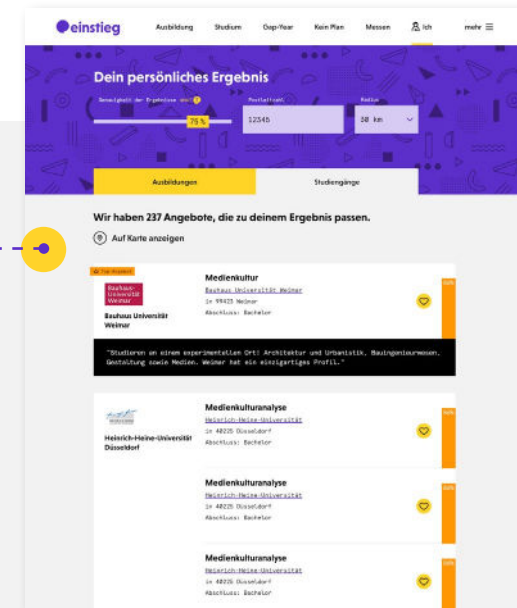 einstieg
Ausbildung Studium Gap-Year Kein Plan Messen Ich mehr
Dein persönliches Ergebnis
Genauigkeit der Ergebnisse Postleitzahl Radius
75 %
12345
30 km
Ausbildungen Studiengänge
Wir haben 237 Angebote, die zu deinem Ergebnis passen.
Auf Karte anzeigen
Bauhaus-
Universität
Weimar
Bauhaus Universität
Weimar
Medienkultur
Bauhaus Universität Weimar
in 99423 Weimar
Abschluss: Bachelor
"Studieren an einem experimentellen Ort! Architektur und Urbanistik, Bauingenieurwesen,
Gestaltung sowie Medien. Weimar hat ein einzigartiges Profil."
Heinrich-Heine-Universität
Düsseldorf
Medienkulturanalyse
Heinrich-Heine-Universität
in 40225 Düsseldorf
Abschluss: Bachelor
Medienkulturanalyse
Heinrich-Heine-Universität
in 40225 Düsseldorf
Abschluss: Bachelor
Medienkulturanalyse
Heinrich-Heine-Universität
in 40225 Düsseldorf
Abschluss: Bachelor